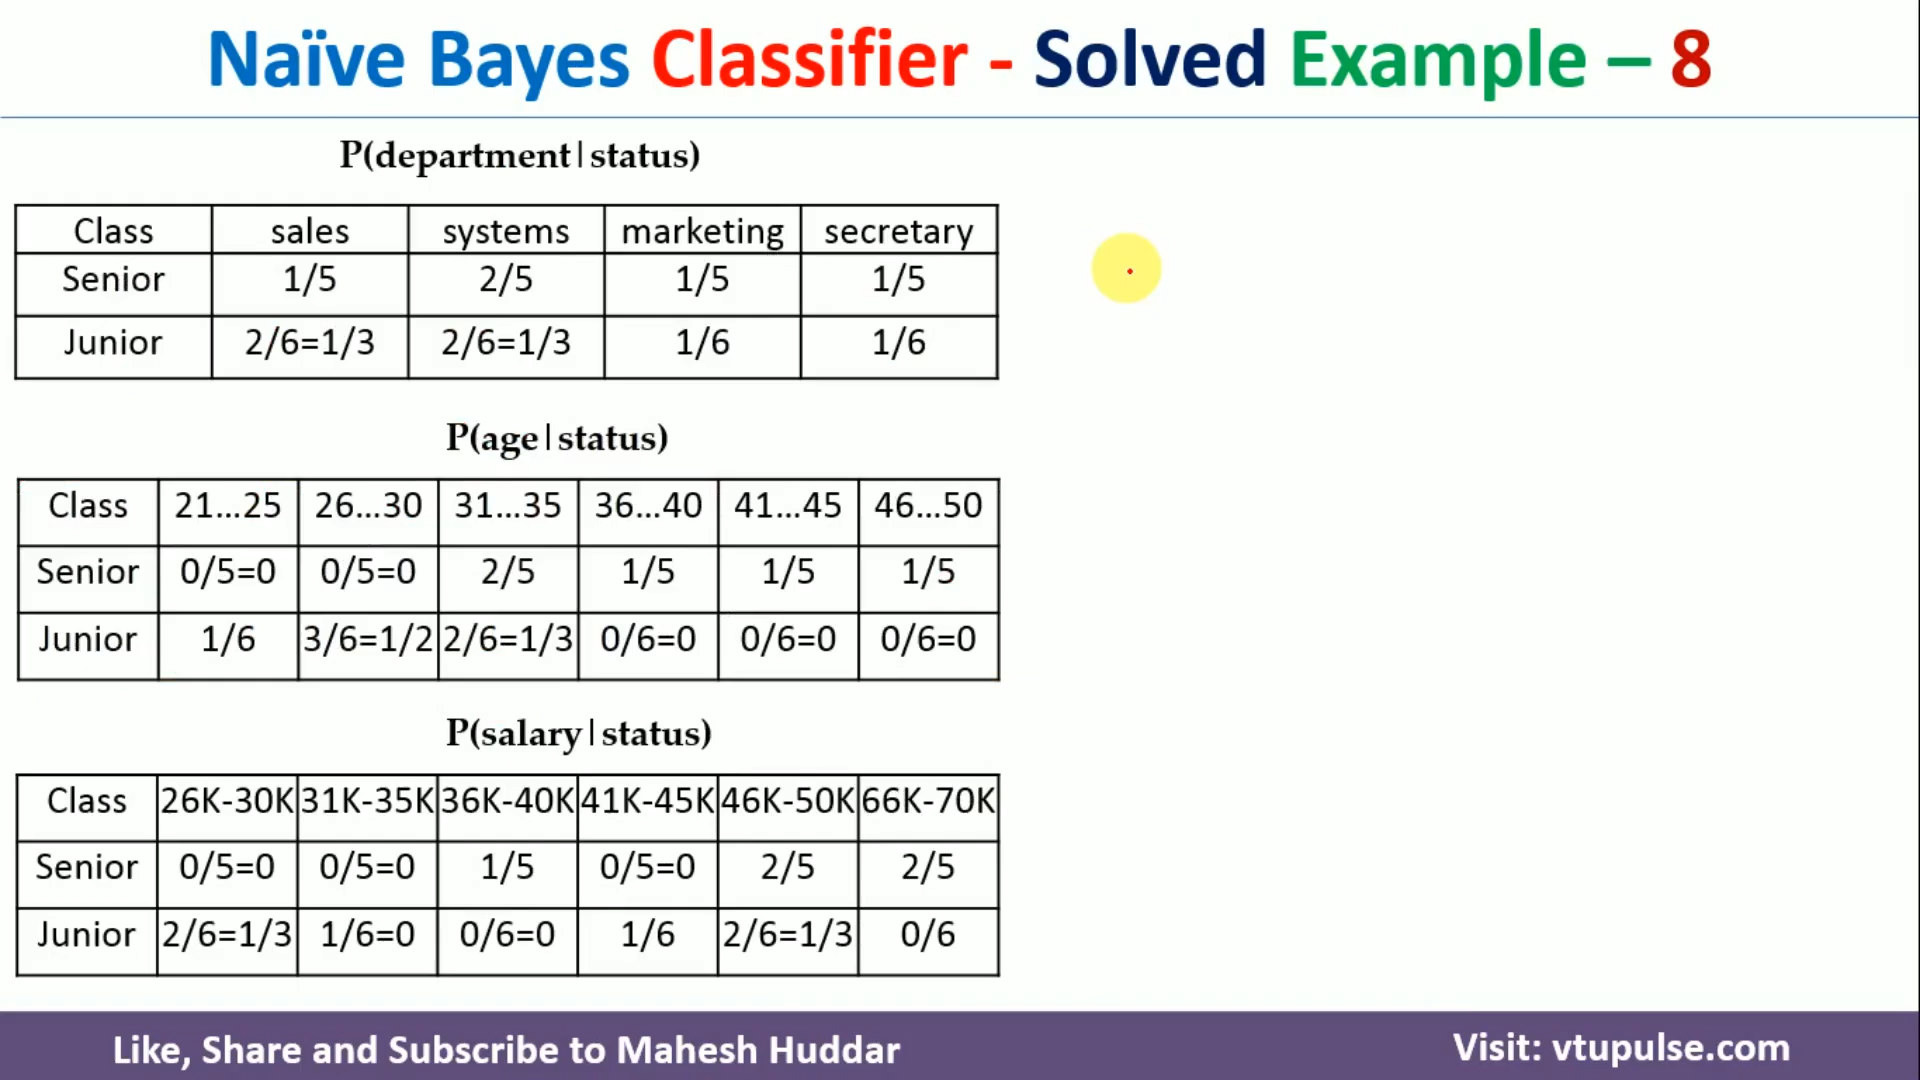 Naïve Bayes Classifier - Solved Example – 8
P(department|status)
Class sales systems marketing secretary
Senior 1/5 2/5 1/5 1/5
Junior 2/6=1/3 2/6=1/3 1/6 1/6
P(age|status)
Class 21...25 26...30 31...35 36...40 41...45 46...50
Senior 0/5=0 0/5=0 2/5 1/5 1/5 1/5
Junior 1/6 3/6=1/2 2/6=1/3 0/6=0 0/6=0 0/6=0
P(salary|status)
Class 26K-30K 31K-35K 36K-40K 41K-45K 46K-50K 66K-70K
Senior 0/5=0 0/5=0 1/5 0/5=0 2/5 2/5
Junior 2/6=1/3 1/6=0 0/6=0 1/6 2/6=1/3 0/6
Like, Share and Subscribe to Mahesh Huddar
Visit: vtupulse.com